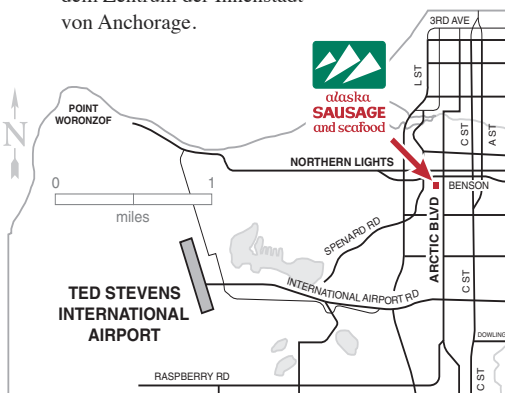 dem Zentrum der Innenstadt
von Anchorage.
3RD AVE
L ST
alaska
SAUSAGE
and seafood
POINT
WORONZOF
N
C ST
A ST
NORTHERN LIGHTS
BENSON
0 1
miles
SPENARD RD
ARCTIC BLVD
TED STEVENS
INTERNATIONAL
AIRPORT
INTERNATIONAL AIRPORT RD
C ST
DOWLING
RASPBERRY RD
C ST